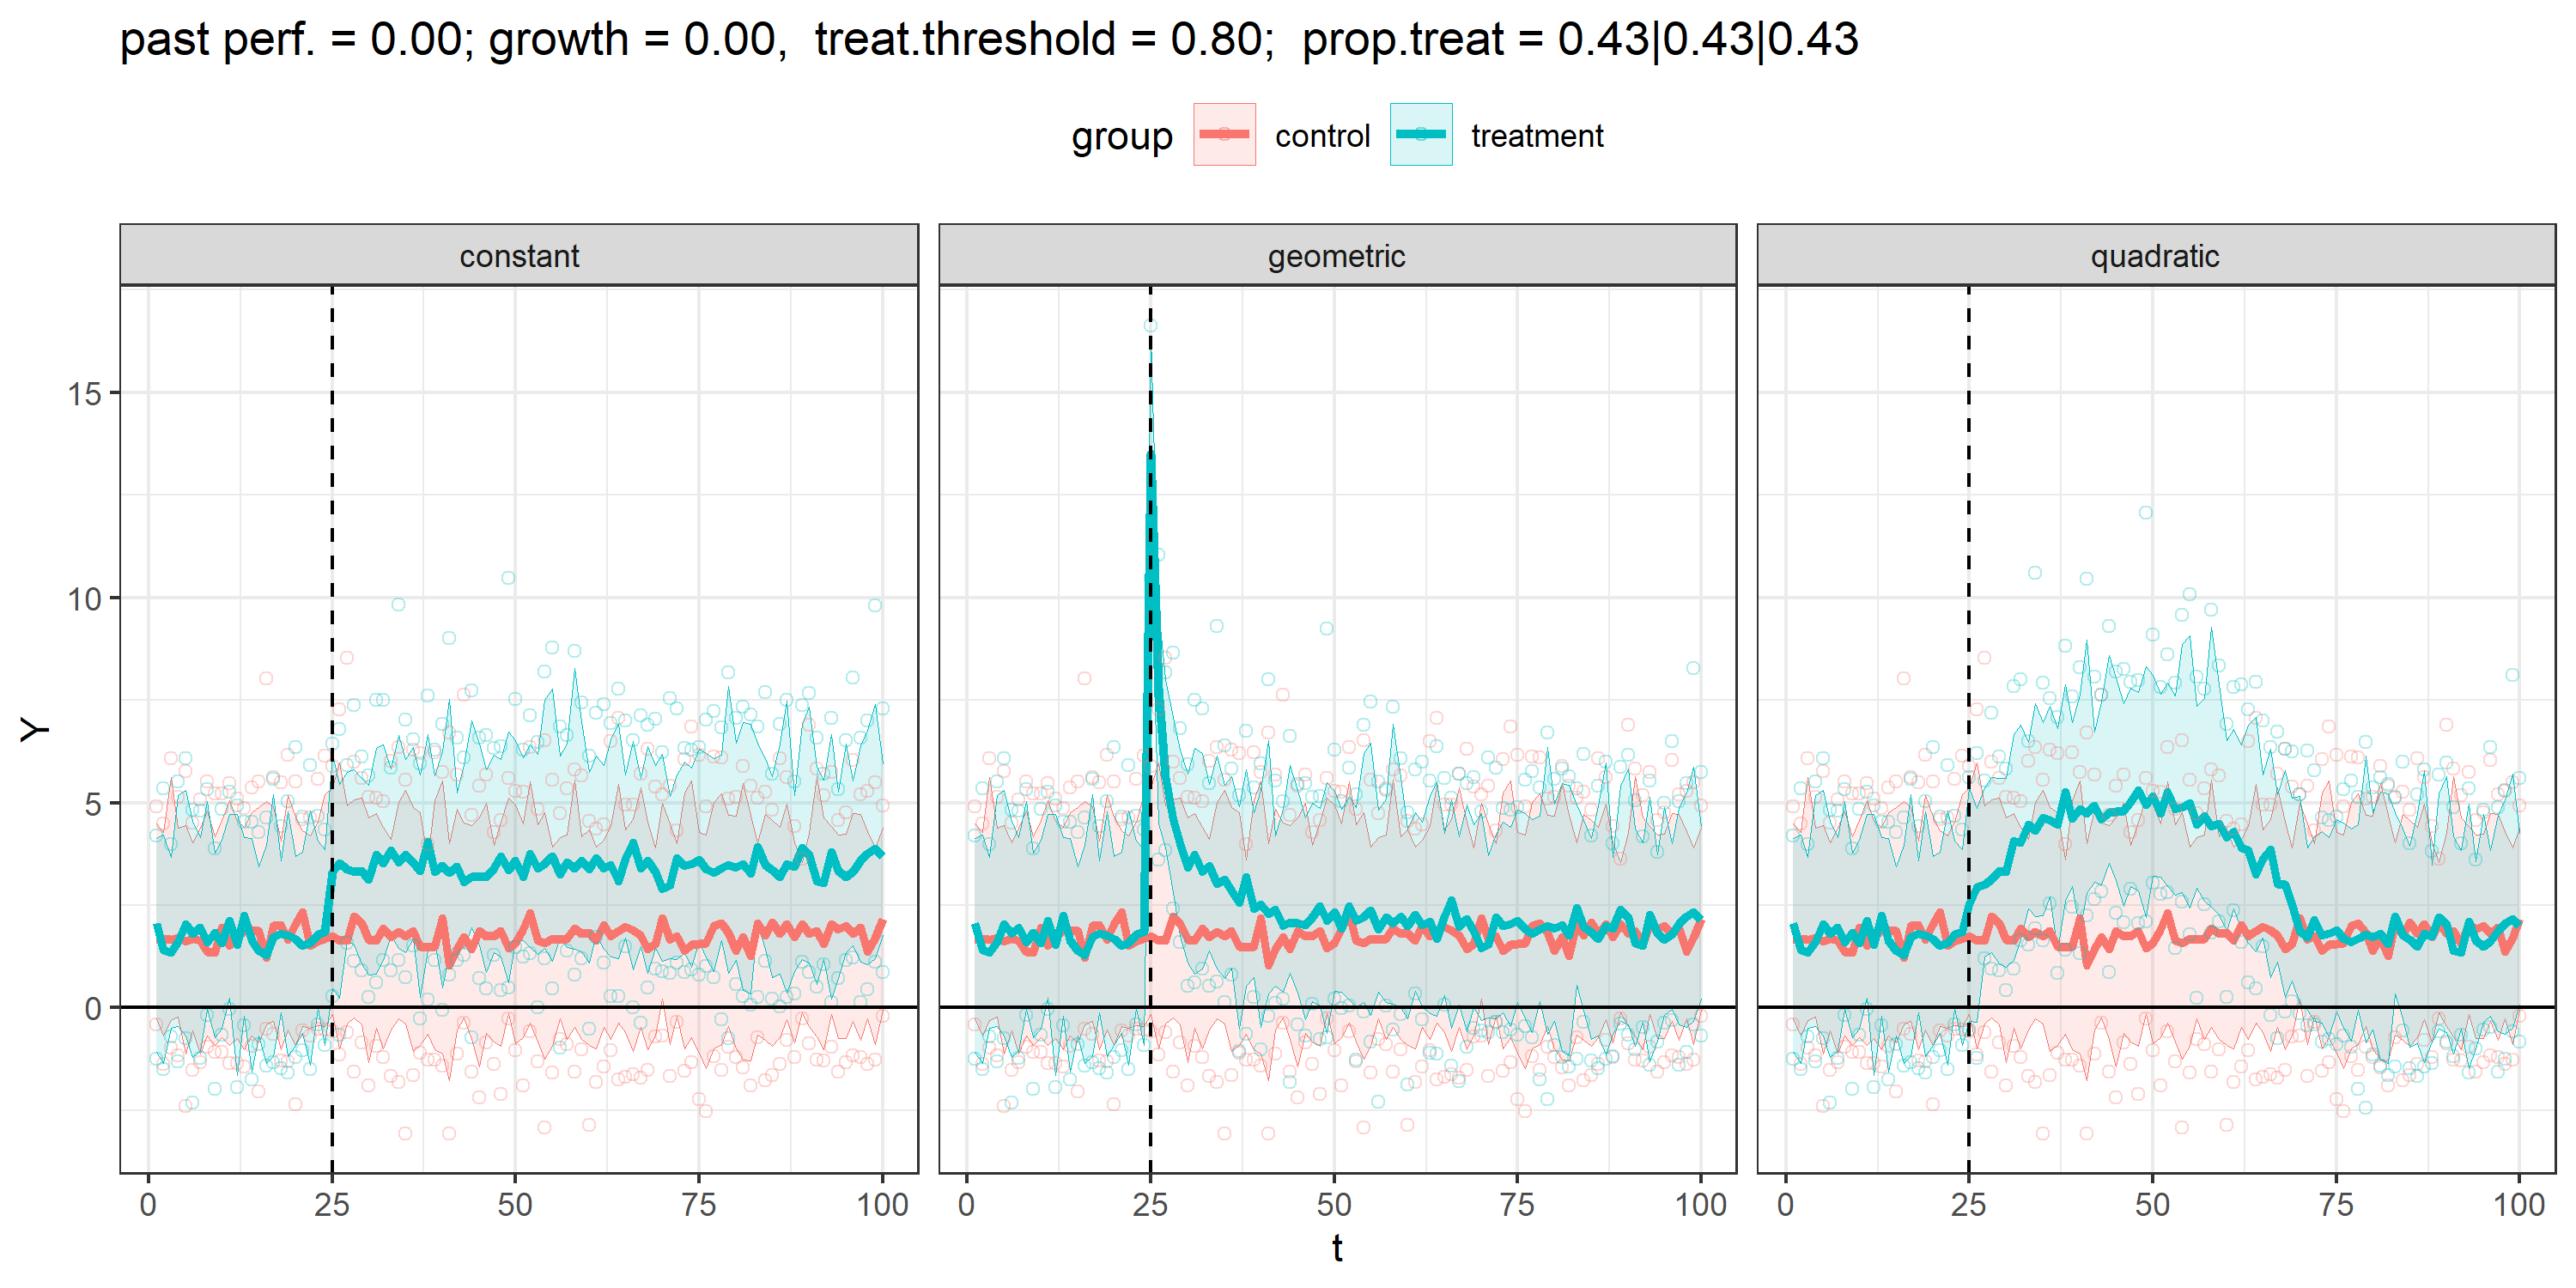 past perf. = 0.00; growth = 0.00,  treat.threshold = 0.80;  prop.treat = 0.43|0.43|0.43
group control treatment
constant geometric quadratic
Y
15
10
5
0
0 25 50 75 100 0 25 50 75 100 0 25 50 75 100
t